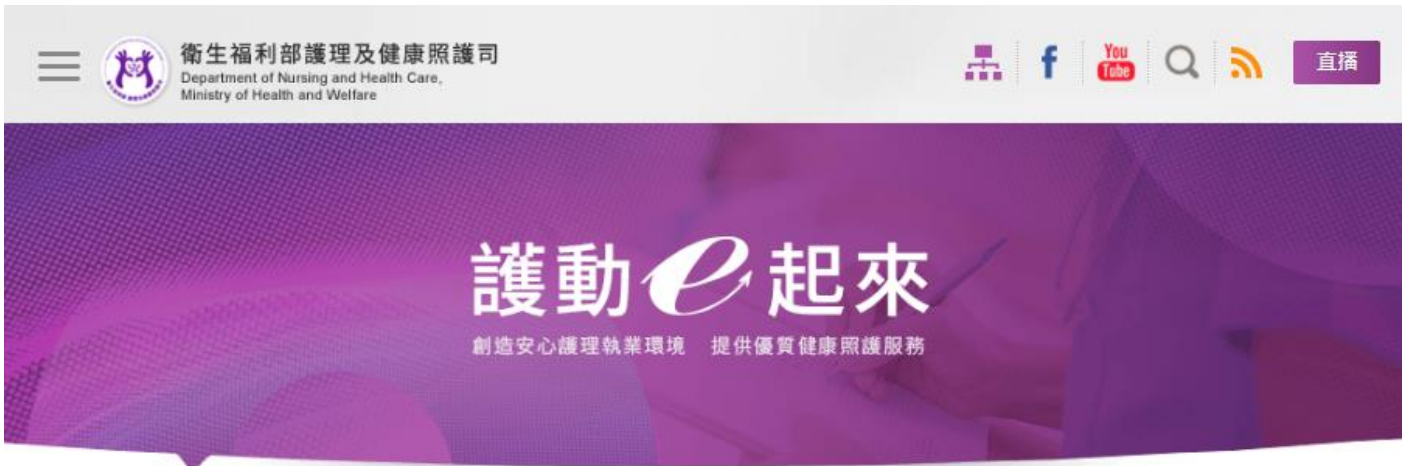 衛生福利部護理及健康照護司
Department of Nursing and Health Care,
Ministry of Health and Welfare
f
You
Tube
直播
護動e起來
創造安心護理執業環境 提供優質健康照護服務